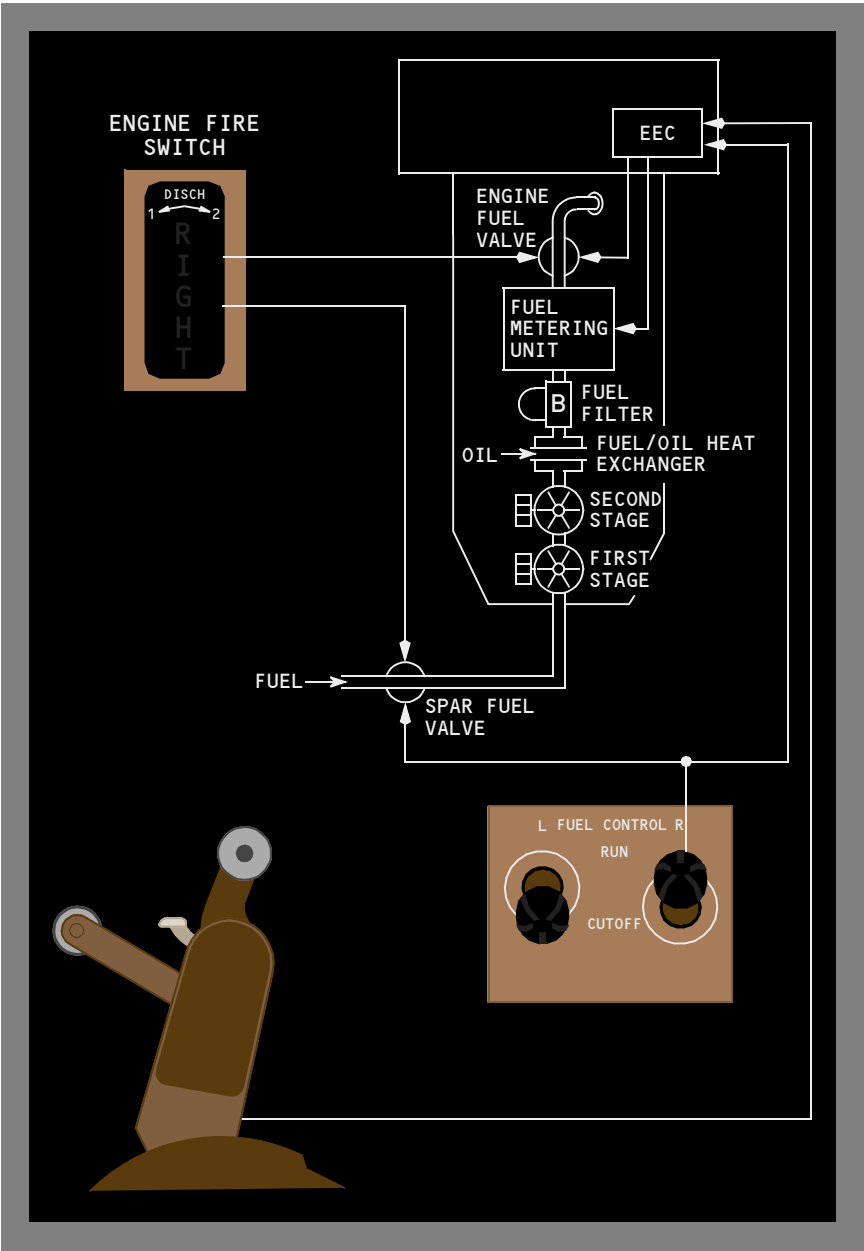 ENGINE FIRE
SWITCH
DISCH
1 2
R
I
G
H
T
EEC
ENGINE
FUEL
VALVE
FUEL
METERING
UNIT
B
FUEL
FILTER
OIL
FUEL/OIL HEAT
EXCHANGER
SECOND
STAGE
FIRST
STAGE
FUEL
SPAR FUEL
VALVE
L FUEL CONTROL R
RUN
CUTOFF